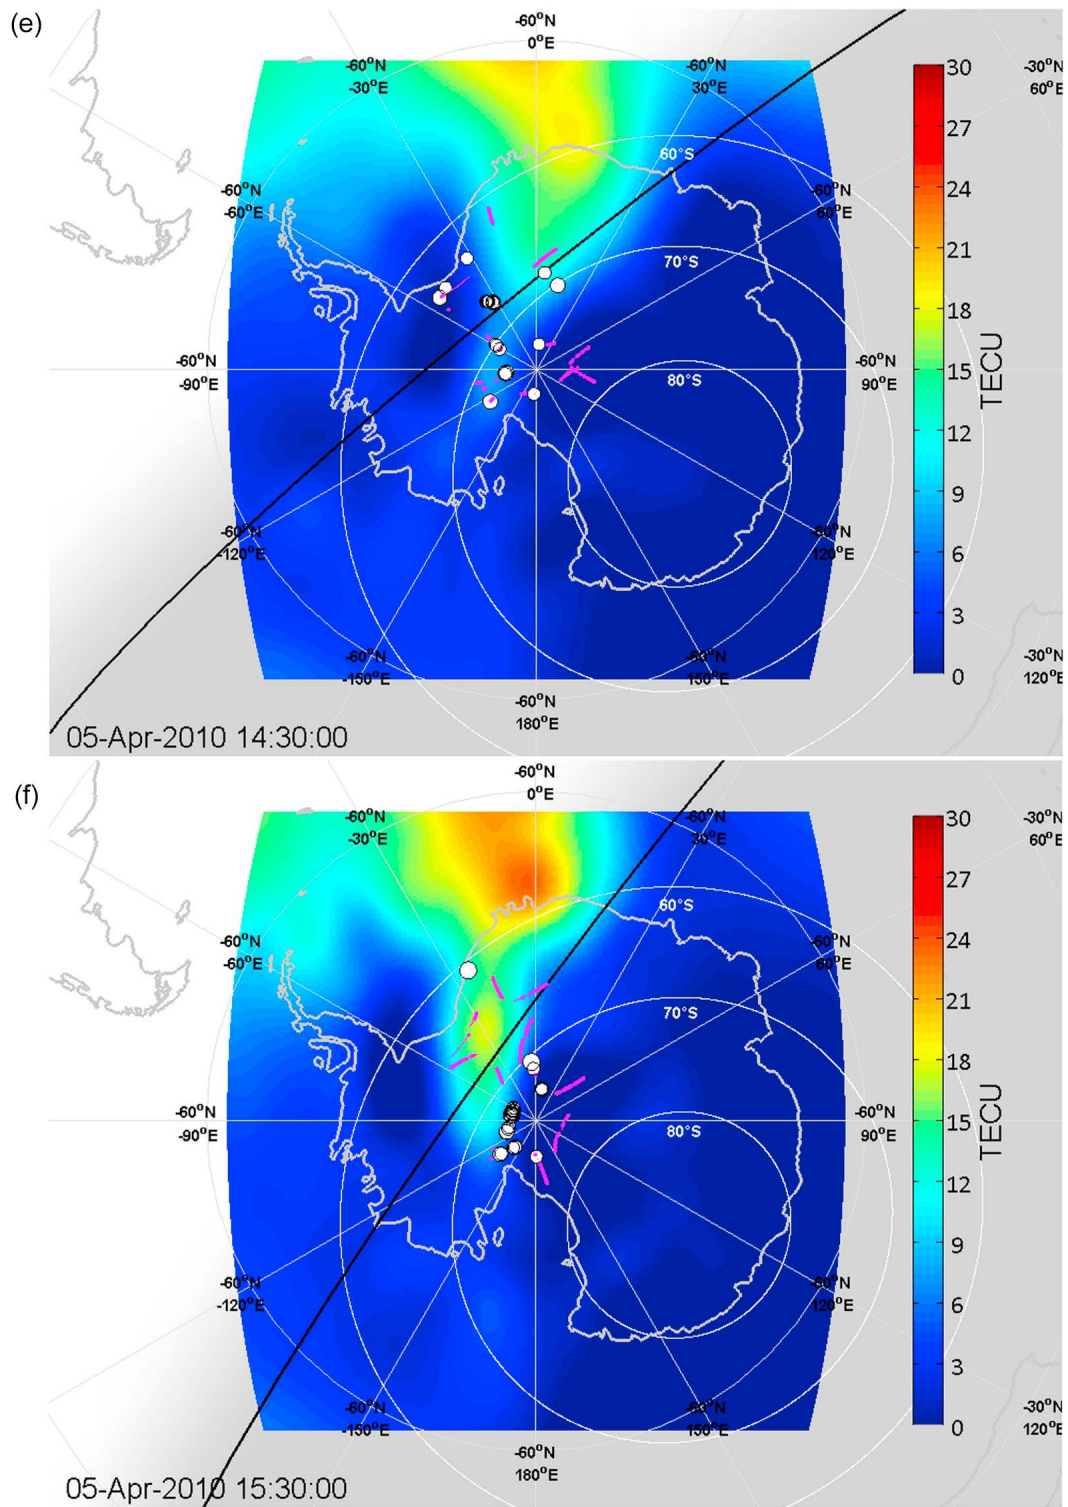 (e)
-60°N
0°E
-60°N
30°E
-60°N
-30°E
-30°N
60°E
30
27
24
21
18
15
12
9
6
3
0
TECU
60°S
-60°N
-60°E
-60°N
60°E
70°S
80°S
-60°N
-90°E
-60°N
90°E
-60°N
-120°E
-60°N
120°E
-60°N
-150°E
-60°N
150°E
-60°N
180°E
-30°N
120°E
05-Apr-2010 14:30:00
(f)
-60°N
0°E
-60°N
30°E
-60°N
30°E
-30°N
60°E
30
27
24
21
18
15
12
9
6
3
0
TECU
60°S
-60°N
60°E
-60°N
60°E
70°S
80°S
-60°N
-90°E
-60°N
90°E
-60°N
-120°E
-60°N
120°E
-60°N
-150°E
-60°N
150°E
-60°N
180°E
-30°N
120°E
05-Apr-2010 15:30:00